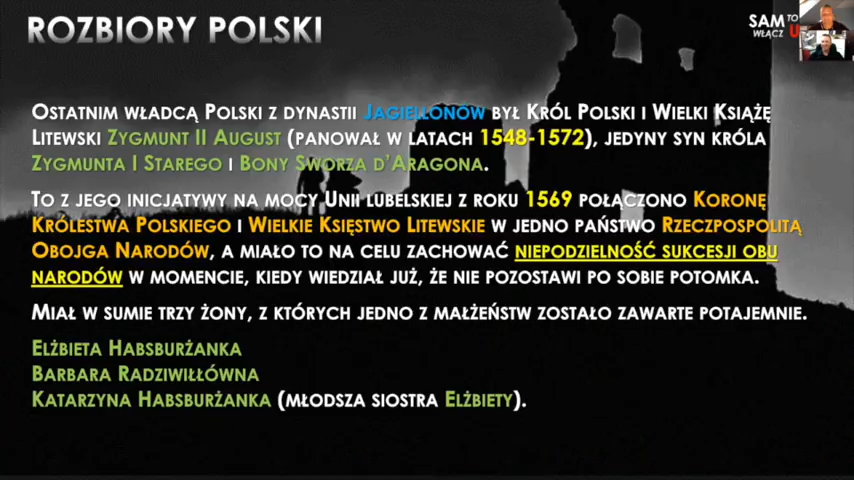 ROZBIORY POLSKI
SAM TO
WŁĄCZ U
OSTATNIM WŁADCĄ POLSKI Z DYNASTII JAGIELLONÓW BYŁ KRÓL POLSKI I WIELKI KSIĄŻĘ
LITEWSKI ZYGMUNT II AUGUST (PANOWAŁ W LATACH 1548-1572), JEDYNY SYN KRÓLA
ZYGMUNTA I STAREGO I BONY SWORZA D'ARAGONA.
TO Z JEGO INICJATYWY NA MOCY UNII LUBELSKIEJ Z ROKU 1569 POŁĄCZONO KORONĘ
KRÓLESTWA POLSKIEGO I WIELKIE KSIĘSTWO LITEWSKIE W JEDNO PAŃSTWO RZECZPOSPOLITĄ
OBOJGA NARODÓW, A MIAŁO TO NA CELU ZACHOWAĆ NIEPODZIELNOŚĆ SUKCESJI OBU
NARODÓW W MOMENCIE, KIEDY WIEDZIAŁ JUŻ, ŻE NIE POZOSTAWI PO SOBIE POTOMKA.
MIAŁ W SUMIE TRZY ŻONY, Z KTÓRYCH JEDNO Z MAŁŻEŃSTW ZOSTAŁO ZAWARTE POTAJEMNIE.
ELŻBIETA HABSBURŻANKA
BARBARA RADZIWIŁŁÓWNA
KATARZYNA HABSBURŻANKA (MŁODSZA SIOSTRA ELŻBIETY).